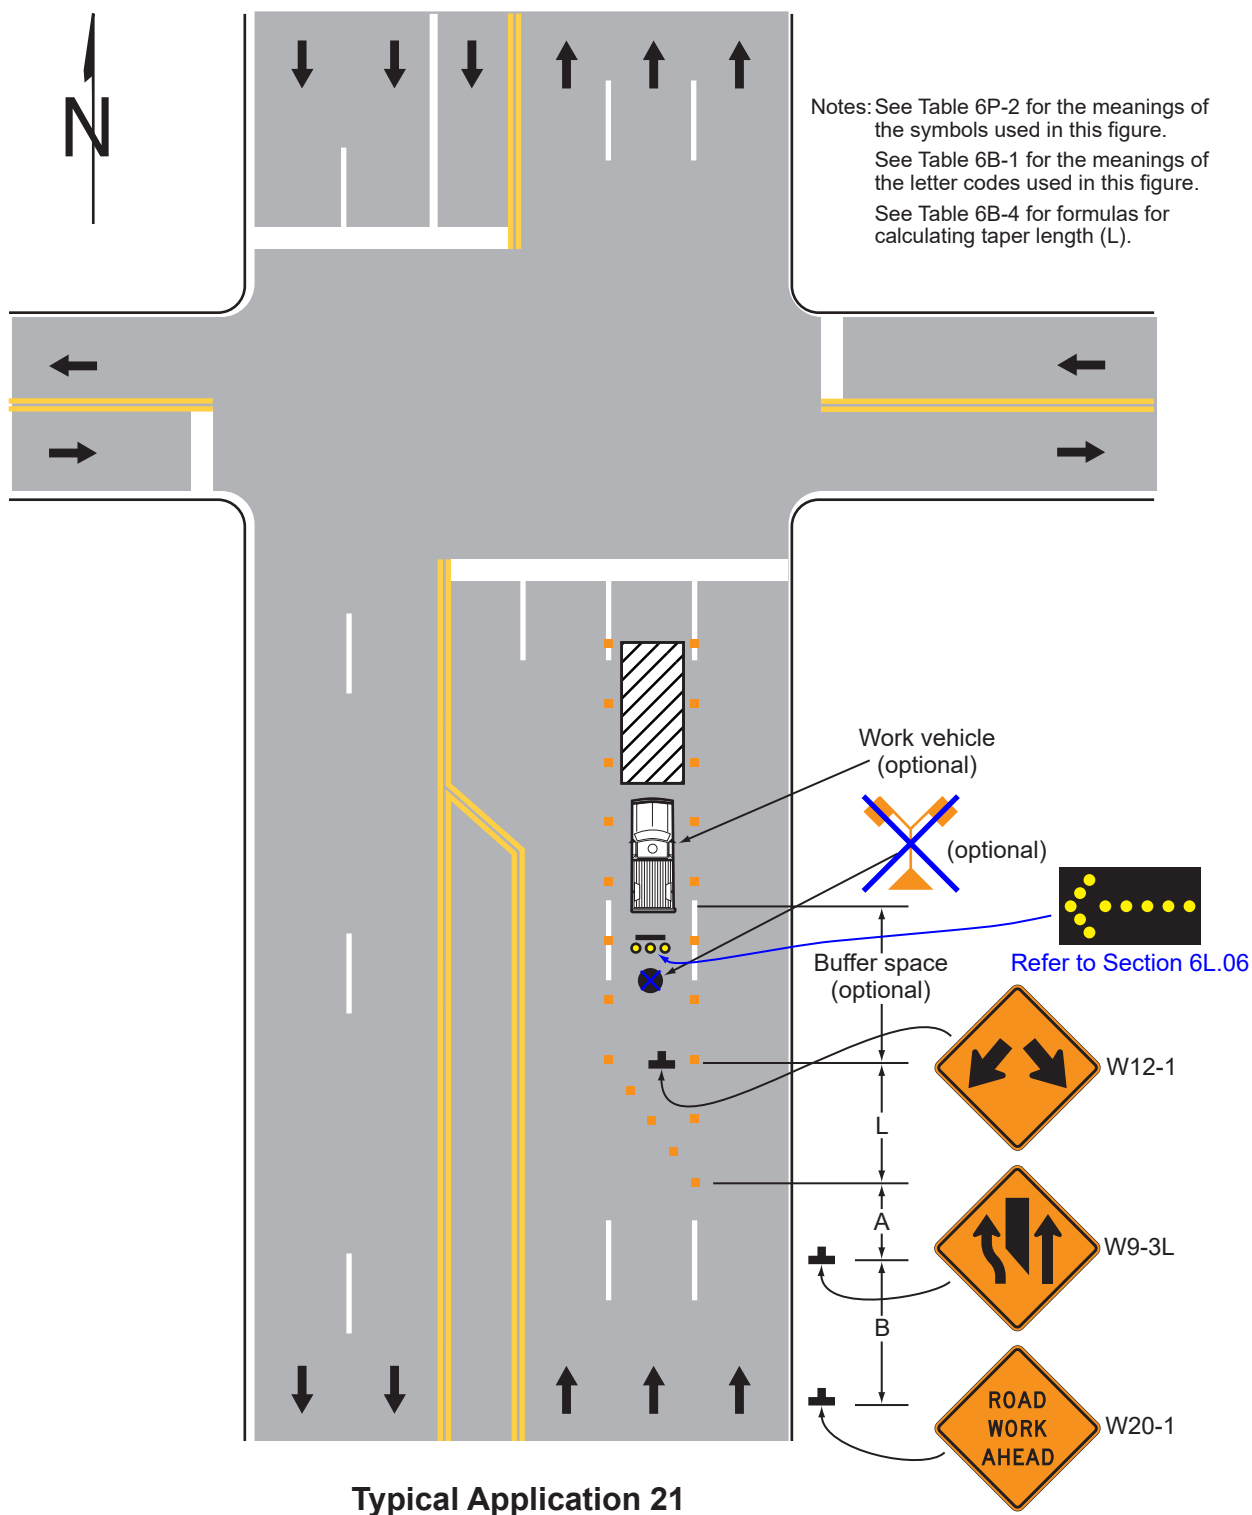 N
Notes: See Table 6P-2 for the meanings of
the symbols used in this figure.
See Table 6B-1 for the meanings of
the letter codes used in this figure.
See Table 6B-4 for formulas for
calculating taper length (L).
Work vehicle
(optional)
(optional)
Refer to Section 6L.06
Buffer space
(optional)
W12-1
L
A
W9-3L
B
ROAD
WORK
AHEAD
W20-1
Typical Application 21